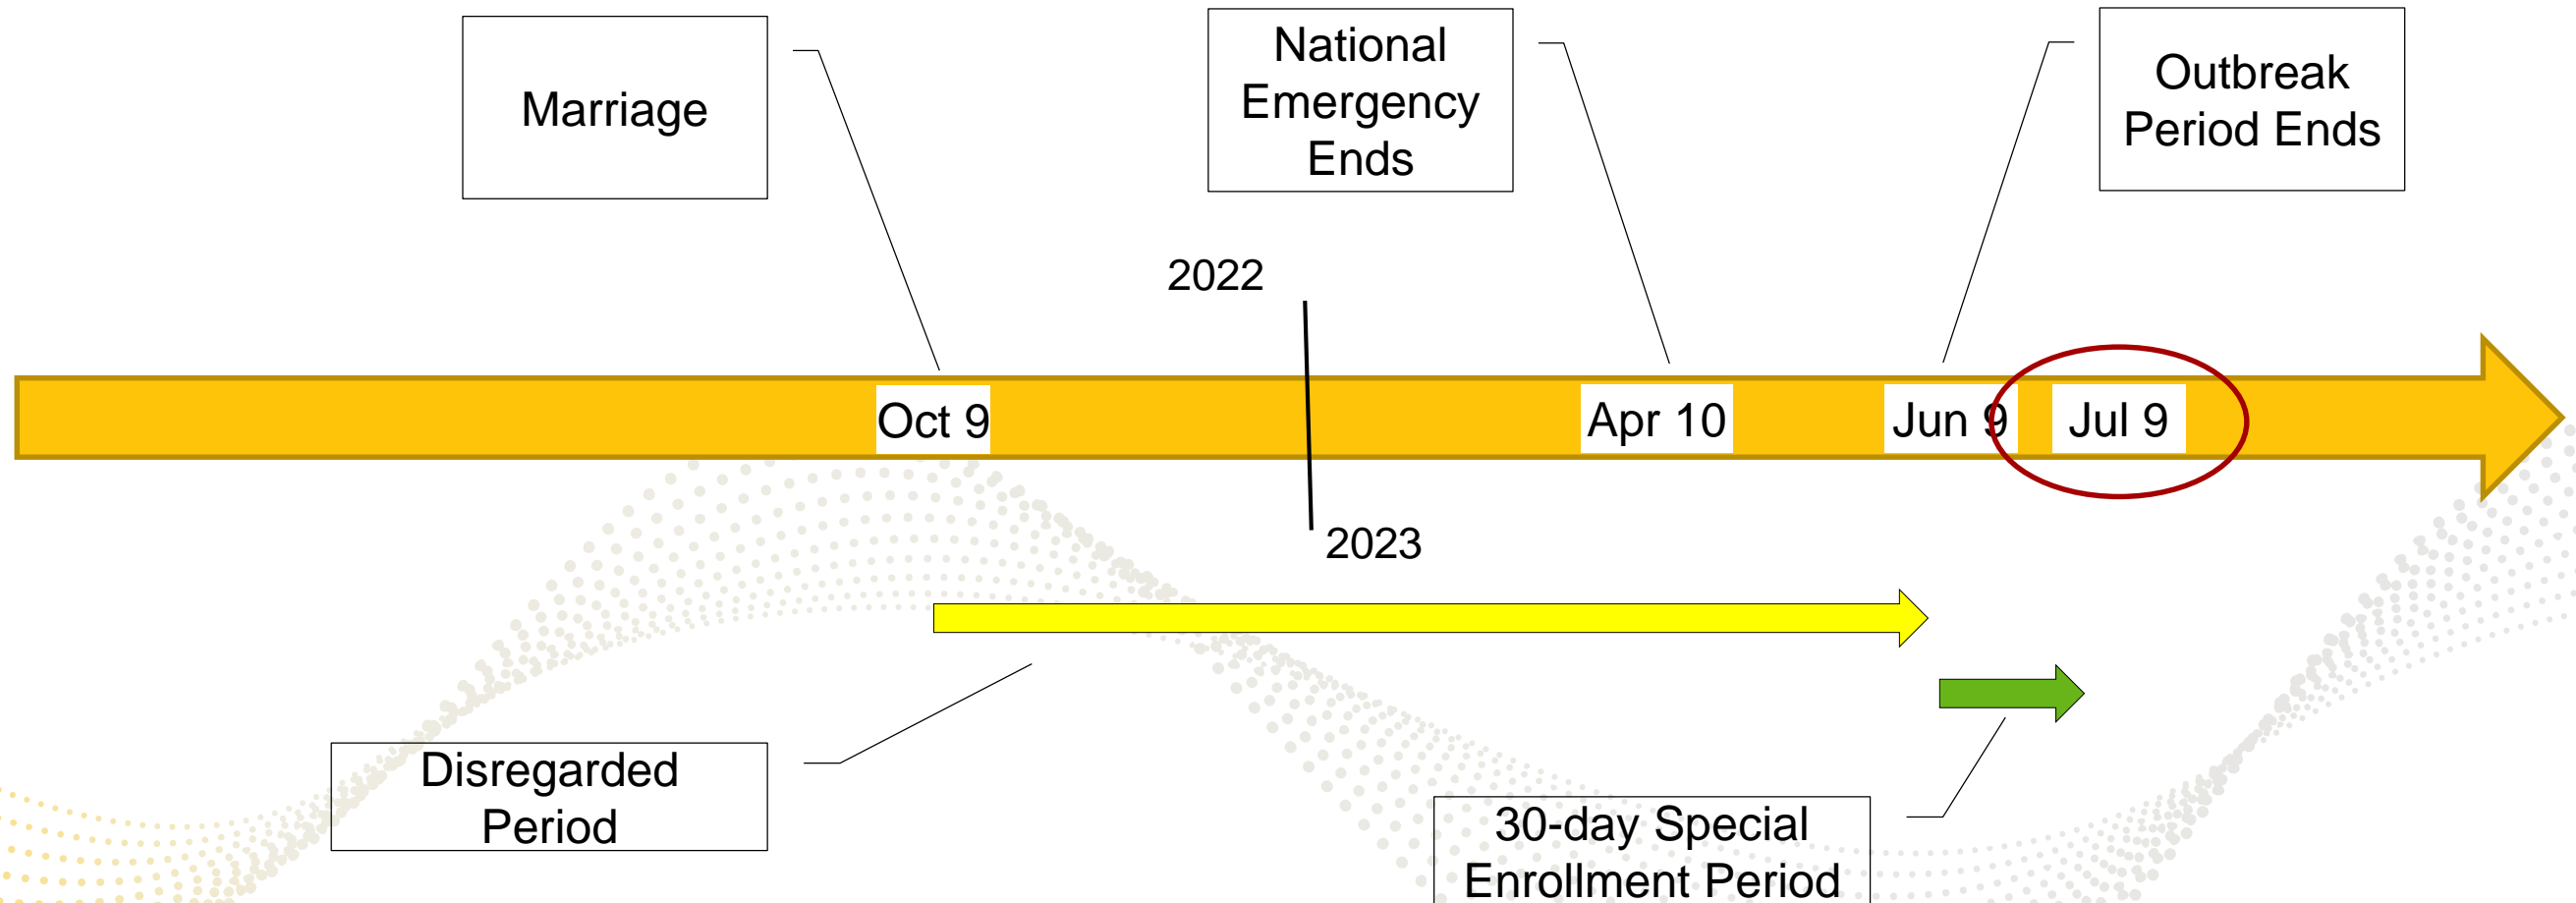 Marriage
National
Emergency
Ends
Outbreak
Period Ends
2022
Oct 9
Apr 10
Jun 9
Jul 9
2023
Disregarded
Period
30-day Special
Enrollment Period